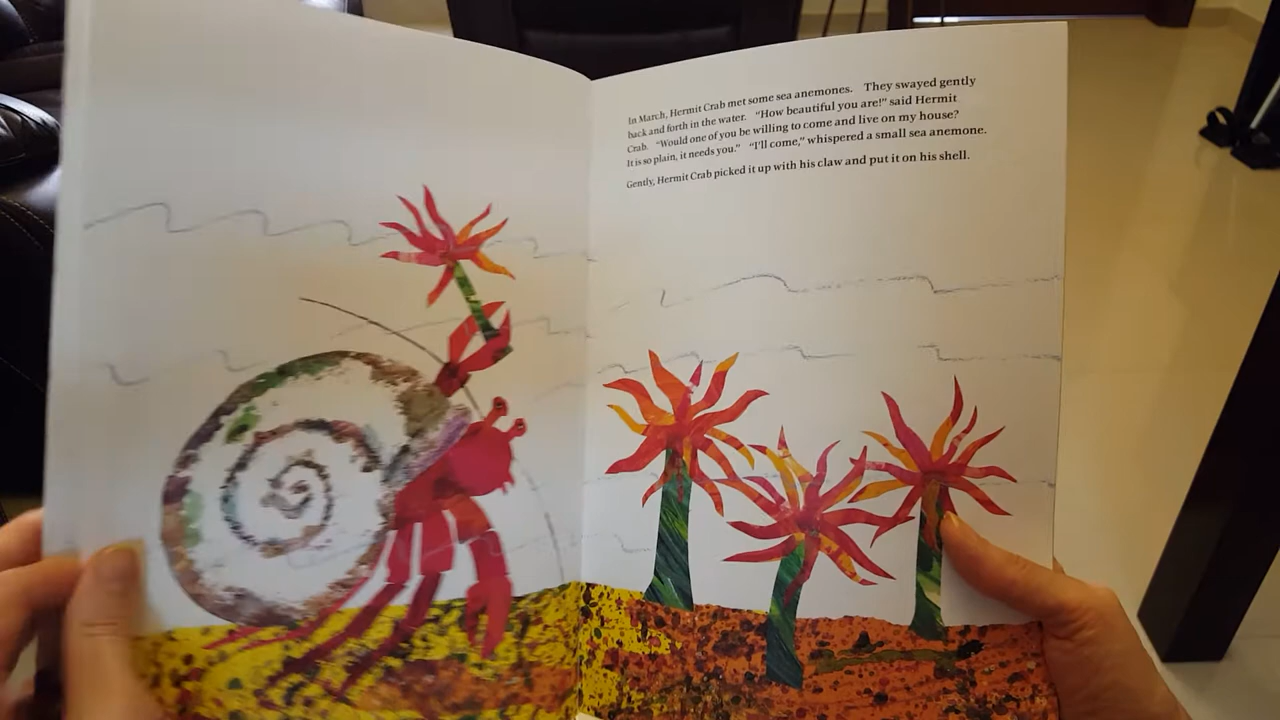 In March, Hermit Crab met some sea anemones. They swayed gently
back and forth in the water. “How beautiful you are!” said Hermit
Crab. “Would one of you be willing to come and live on my house?
It is so plain, it needs you.” “I’ll come,” whispered a small sea anemone.
Gently, Hermit Crab picked it up with his claw and put it on his shell.